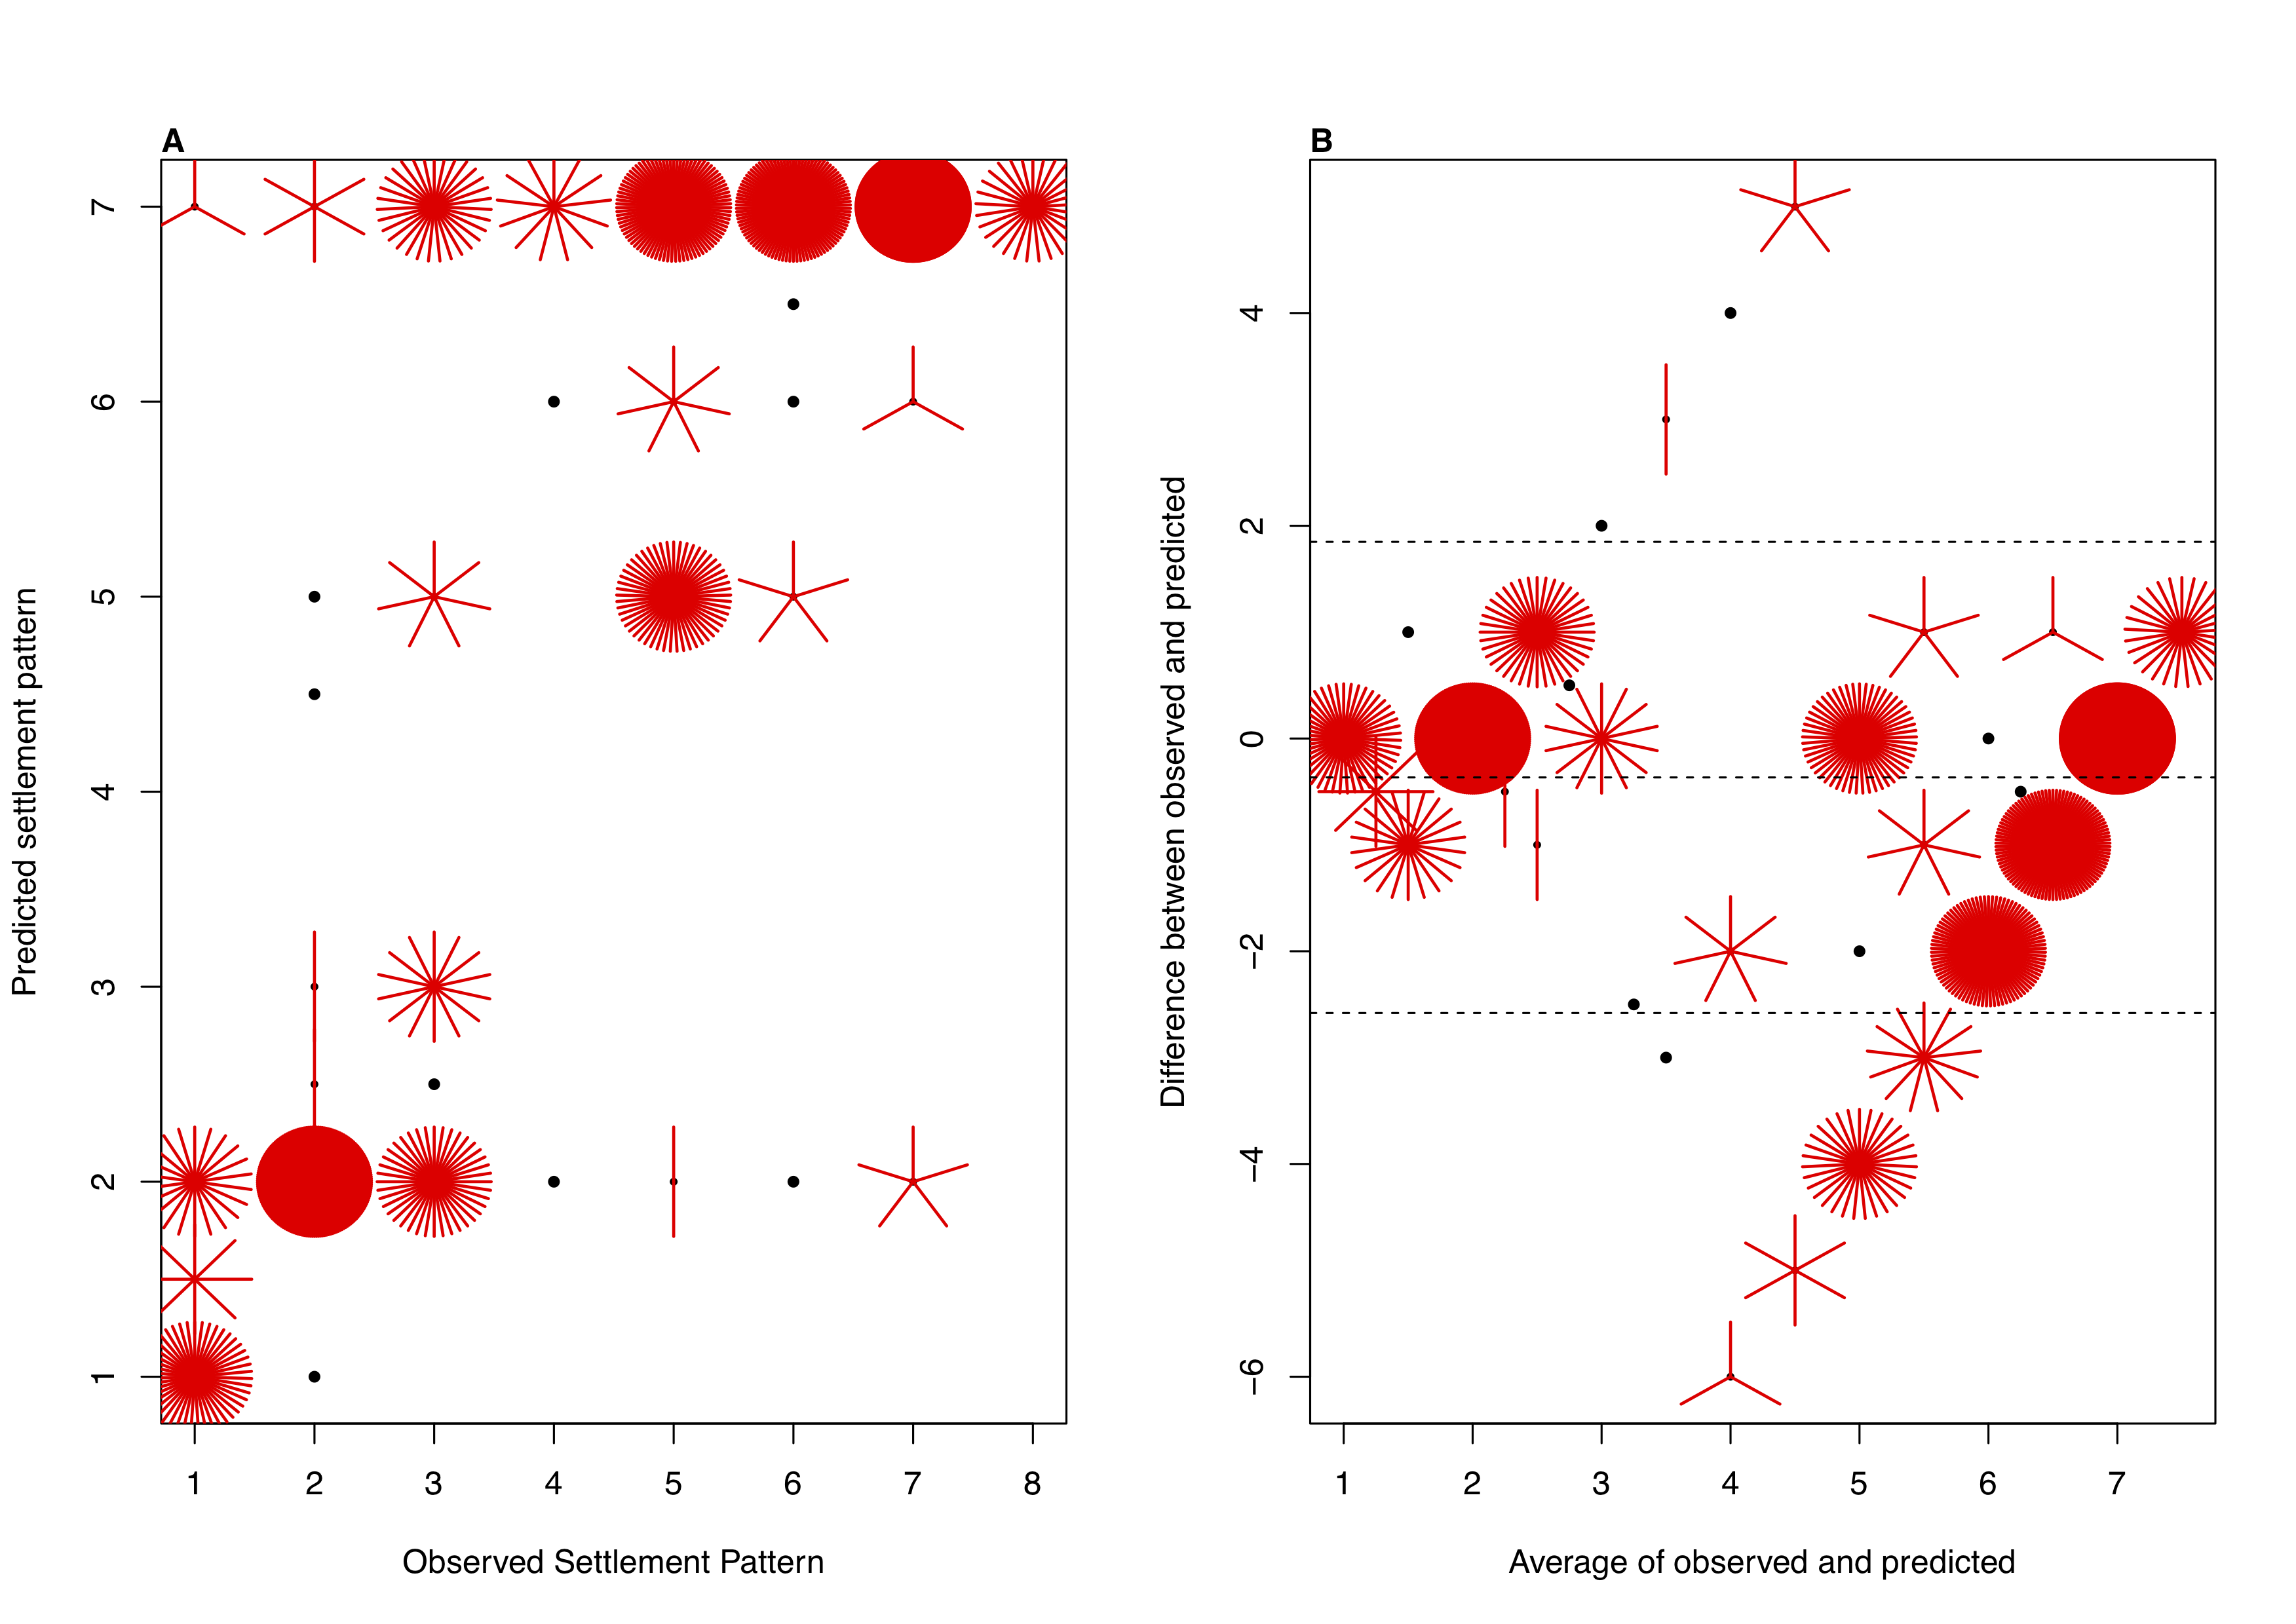 A
Predicted settlement pattern
7
6
5
4
3
2
1
1 2 3 4 5 6 7 8
Observed Settlement Pattern
B
Difference between observed and predicted
4
2
0
−2
−4
−6
1 2 3 4 5 6 7
Average of observed and predicted